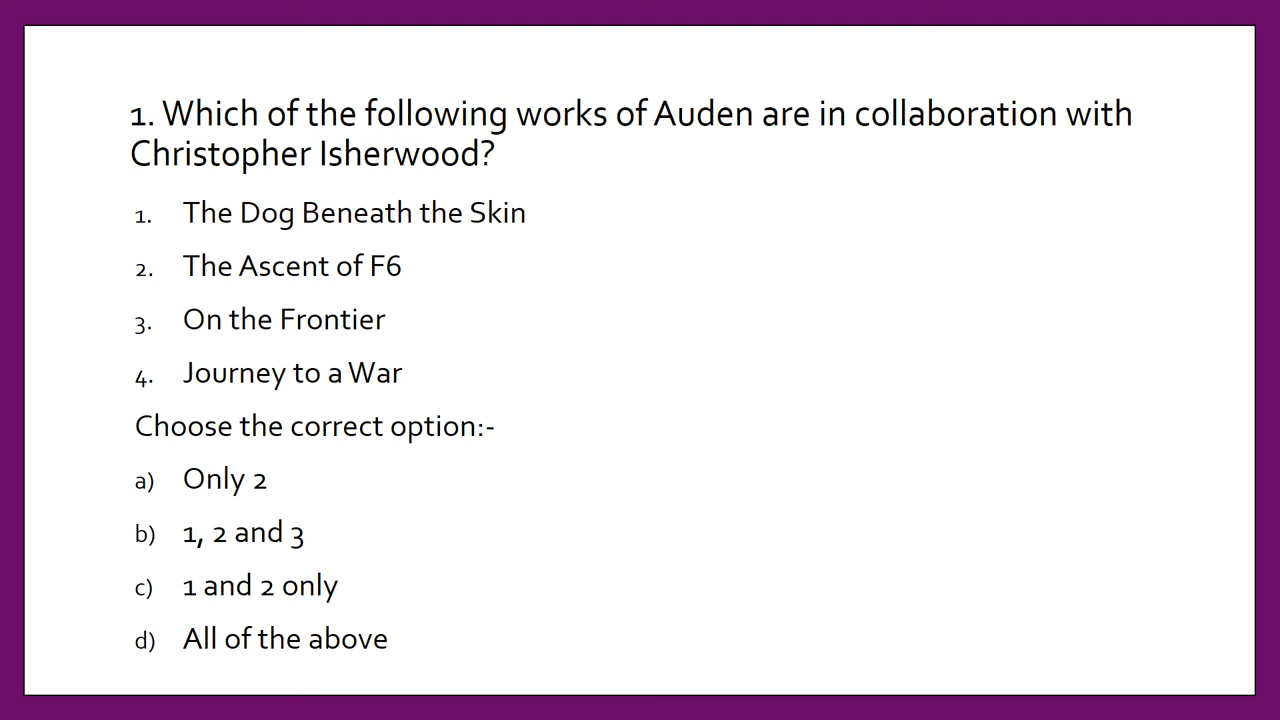 1. Which of the following works of Auden are in collaboration with
Christopher Isherwood?
1. The Dog Beneath the Skin
2. The Ascent of F6
3. On the Frontier
4. Journey to a War
Choose the correct option:-
a) Only 2
b) 1, 2 and 3
c) 1 and 2 only
d) All of the above